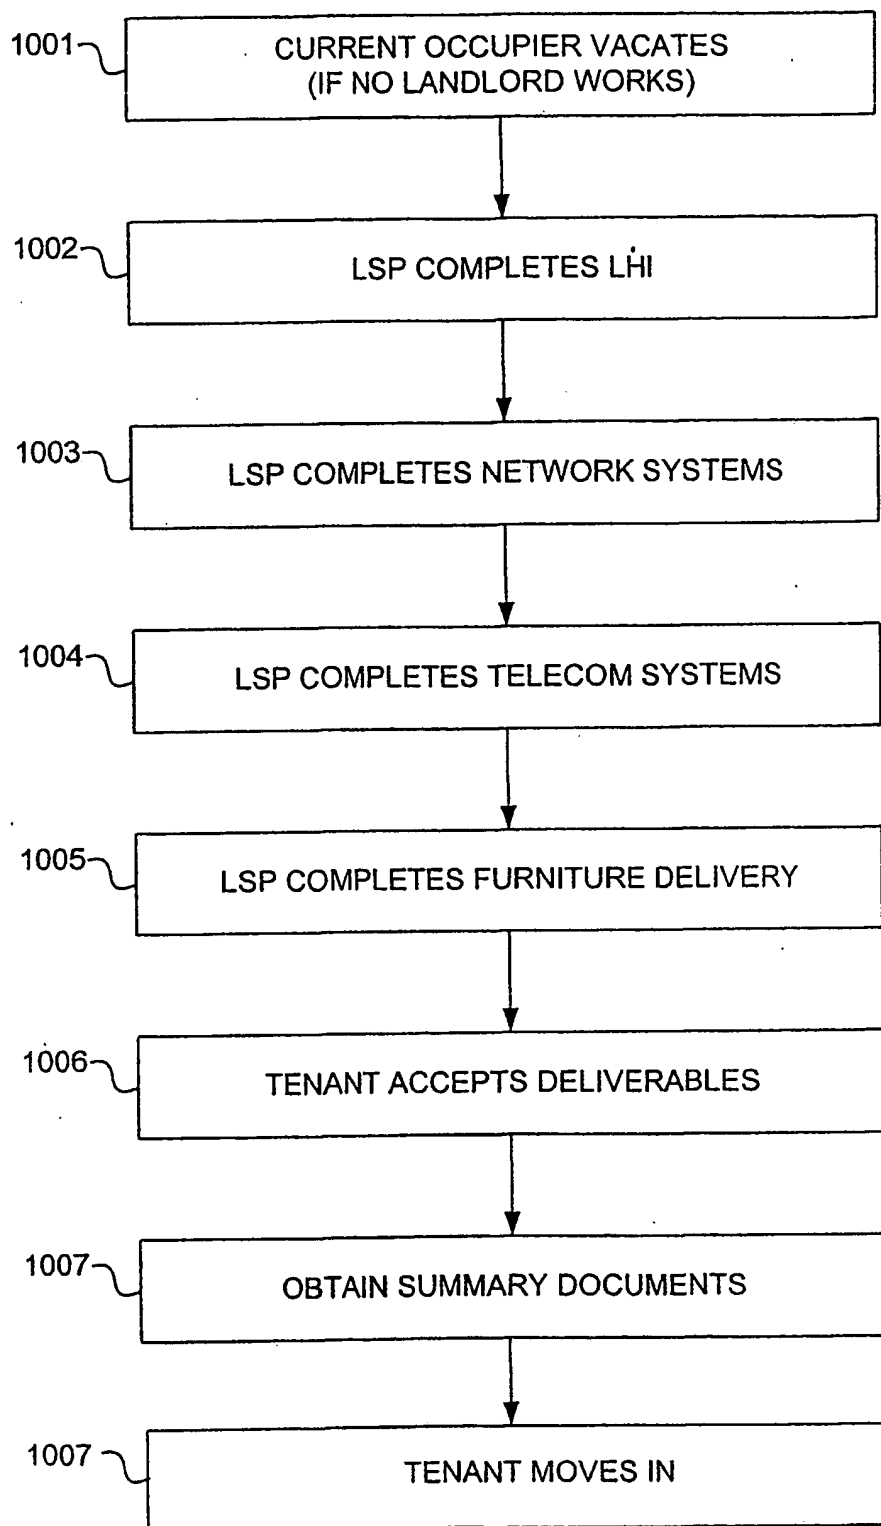 1001
CURRENT OCCUPIER VACATES
(IF NO LANDLORD WORKS)
1002
LSP COMPLETES LHI
1003
LSP COMPLETES NETWORK SYSTEMS
1004
LSP COMPLETES TELECOM SYSTEMS
1005
LSP COMPLETES FURNITURE DELIVERY
1006
TENANT ACCEPTS DELIVERABLES
1007
OBTAIN SUMMARY DOCUMENTS
1007
TENANT MOVES IN